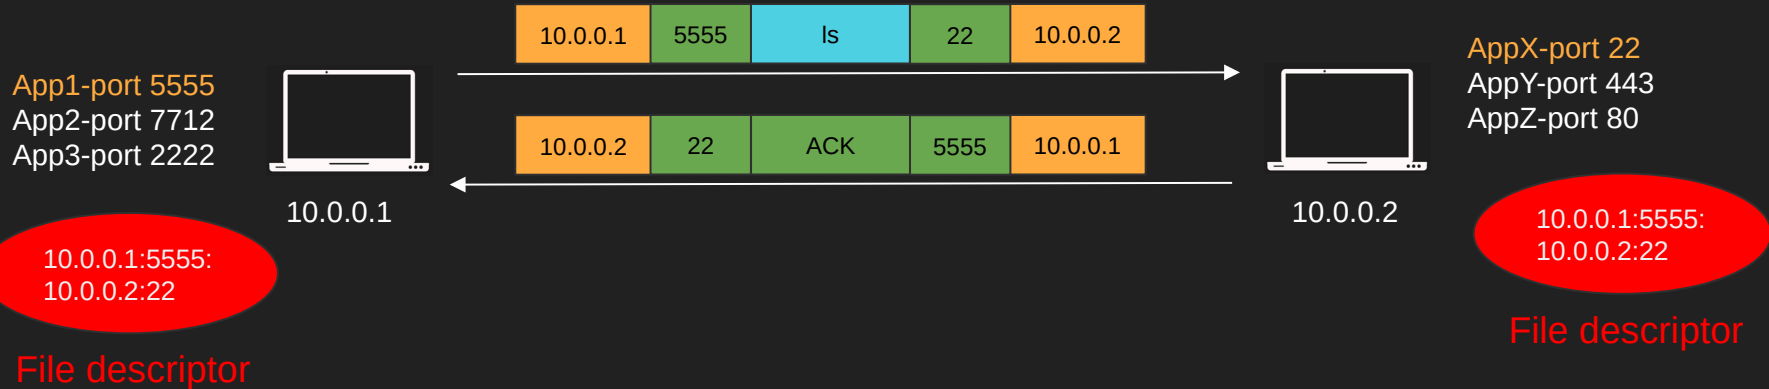 10.0.0.1 5555 ls 22 10.0.0.2
App1-port 5555
App2-port 7712
App3-port 2222
AppX-port 22
AppY-port 443
AppZ-port 80
10.0.0.2 22 ACK 5555 10.0.0.1
10.0.0.1
10.0.0.2
10.0.0.1:5555:
10.0.0.2:22
File descriptor
10.0.0.1:5555:
10.0.0.2:22
File descriptor